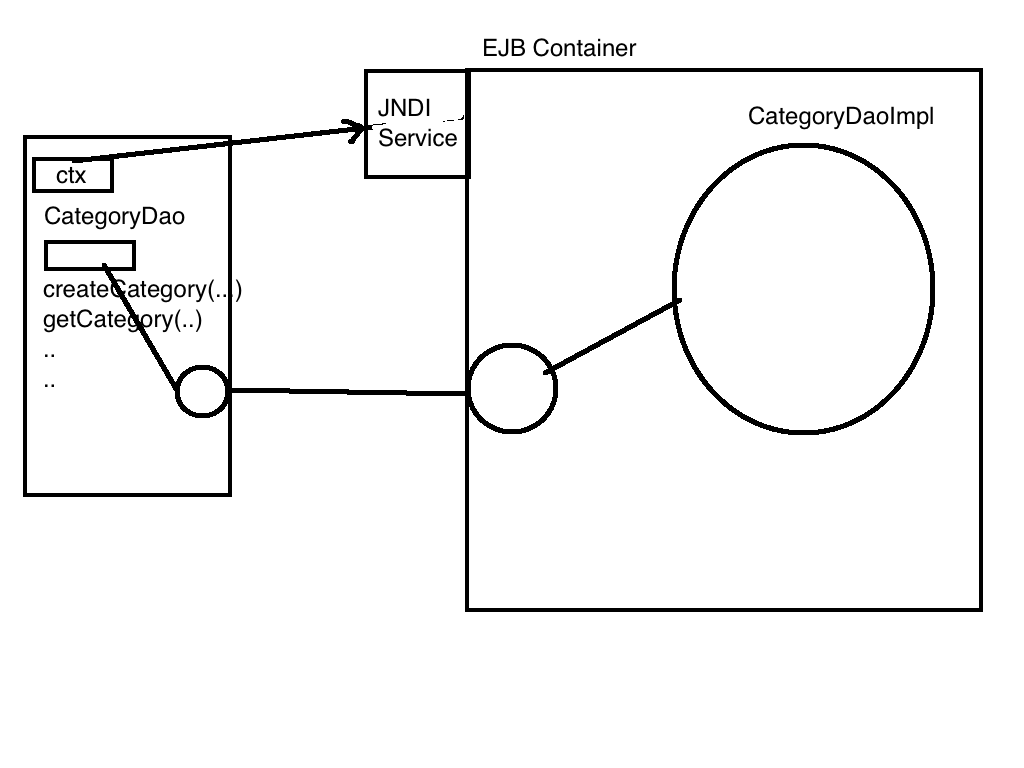 EJB Container
JNDI
Service
CategoryDaoImpl
ctx
CategoryDao
createCategory(...)
getCategory(..)
..
..